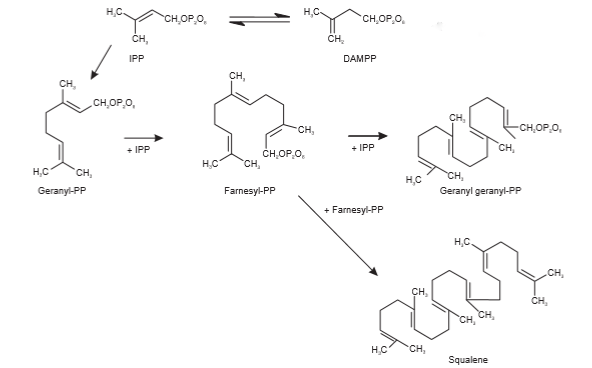 H₃C CH₂OP₂O₆ H₃C CH₂OP₂O₆
CH₃ CH₂
IPP DAMPP
CH₃
CH₂OP₂O₆
H₃C CH₃
Geranyl-PP
+ IPP
CH₃
CH₃
CH₂OP₂O₆
H₃C CH₃
Farnesyl-PP
+ IPP
CH₃
CH₂OP₂O₆
CH₃
H₃C CH₃
Geranyl geranyl-PP
+ Farnesyl-PP
H₃C
CH₃
CH₃
CH₃
CH₃ CH₃
H₃C CH₃
Squalene